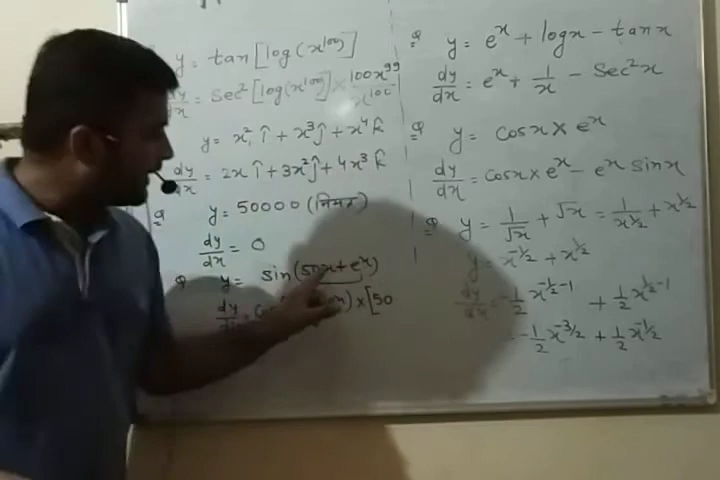 y = tan[log(x¹⁰⁰)]
dy/dx = sec²[log(x¹⁰⁰)] × 100x⁹⁹/x¹⁰⁰
y = x² î + x³ ĵ + x⁴ k̂
dy/dx = 2x î + 3x² ĵ + 4x³ k̂
Q y = 50000 (नियत)
dy/dx = 0
Q y = sin(50x+eˣ)
dy/dx = × [50
Q y = eˣ + logx - tanx
dy/dx = eˣ + 1/x - sec²x
Q y = cosx × eˣ
dy/dx = cosx × eˣ - eˣ sinx
Q y = 1/√x + √x = 1/x^½ + x^½
y = x^-½ + x^½
dy/dx = -½ x^-½-1 + ½ x^½-1
-½ x^-3/2 + ½ x^-½